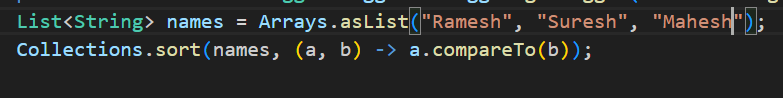 List<String> names = Arrays.asList("Ramesh", "Suresh", "Mahesh");
Collections.sort(names, (a, b) -> a.compareTo(b));